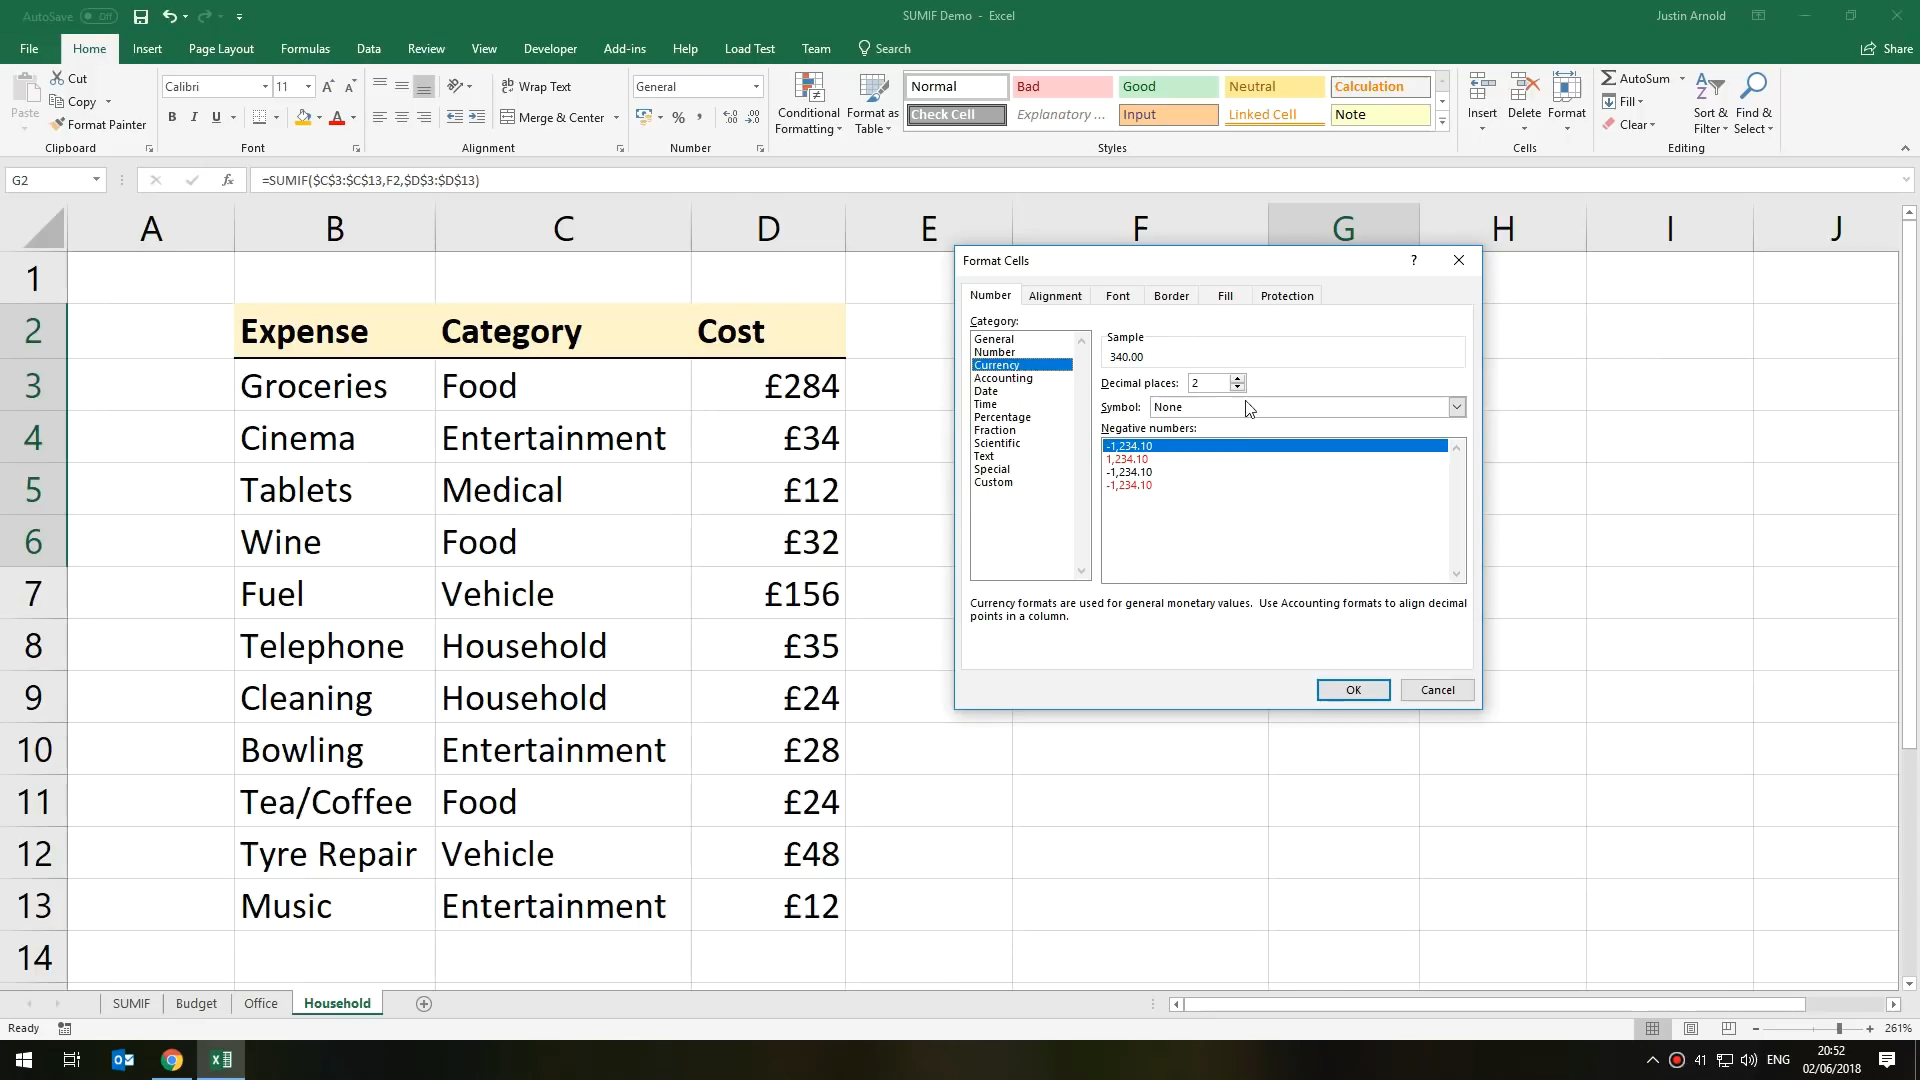 AutoSave Off
SUMIF Demo - Excel
Justin Arnold
File Home Insert Page Layout Formulas Data Review View Developer Add-ins Help Load Test Team Search Share
Paste
Cut
Copy
Format Painter
Clipboard
Calibri 11
B I U
Font
Wrap Text
Merge & Center
Alignment
General
%
Number
Conditional Formatting
Format as Table
Normal Bad Good Neutral Calculation
Check Cell Explanatory ... Input Linked Cell Note
Styles
Insert Delete Format
Cells
AutoSum
Fill
Clear
Sort & Filter
Find & Select
Editing
G2
fx
=SUMIF($C$3:$C$13,F2,$D$3:$D$13)
A B C D E F G H I J
1
2 Expense Category Cost
3 Groceries Food £284
4 Cinema Entertainment £34
5 Tablets Medical £12
6 Wine Food £32
7 Fuel Vehicle £156
8 Telephone Household £35
9 Cleaning Household £24
10 Bowling Entertainment £28
11 Tea/Coffee Food £24
12 Tyre Repair Vehicle £48
13 Music Entertainment £12
14
Format Cells ?
Number Alignment Font Border Fill Protection
Category:
General
Number
Currency
Accounting
Date
Time
Percentage
Fraction
Scientific
Text
Special
Custom
Sample
340.00
Decimal places: 2
Symbol: None
Negative numbers:
-1,234.10
1,234.10
-1,234.10
-1,234.10
Currency formats are used for general monetary values. Use Accounting formats to align decimal
points in a column.
OK Cancel
SUMIF Budget Office Household
Ready
261%
41 ENG
20:52
02/06/2018